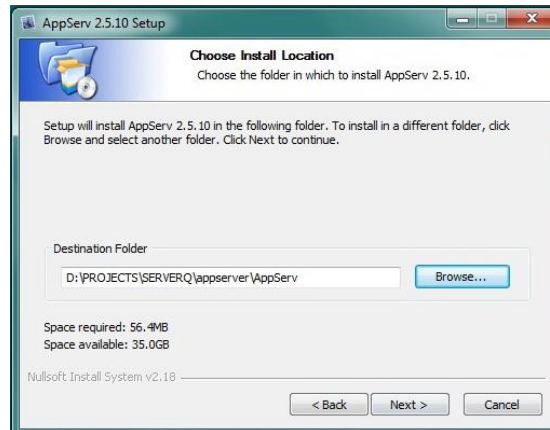 AppServ 2.5.10 Setup
Choose Install Location
Choose the folder in which to install AppServ 2.5.10.
Setup will install AppServ 2.5.10 in the following folder. To install in a different folder, click
Browse and select another folder. Click Next to continue.
Destination Folder
D:\PROJECTS\SERVERQ\appserver\AppServ
Browse...
Space required: 56.4MB
Space available: 35.0GB
Nullsoft Install System v2.18
< Back
Next >
Cancel